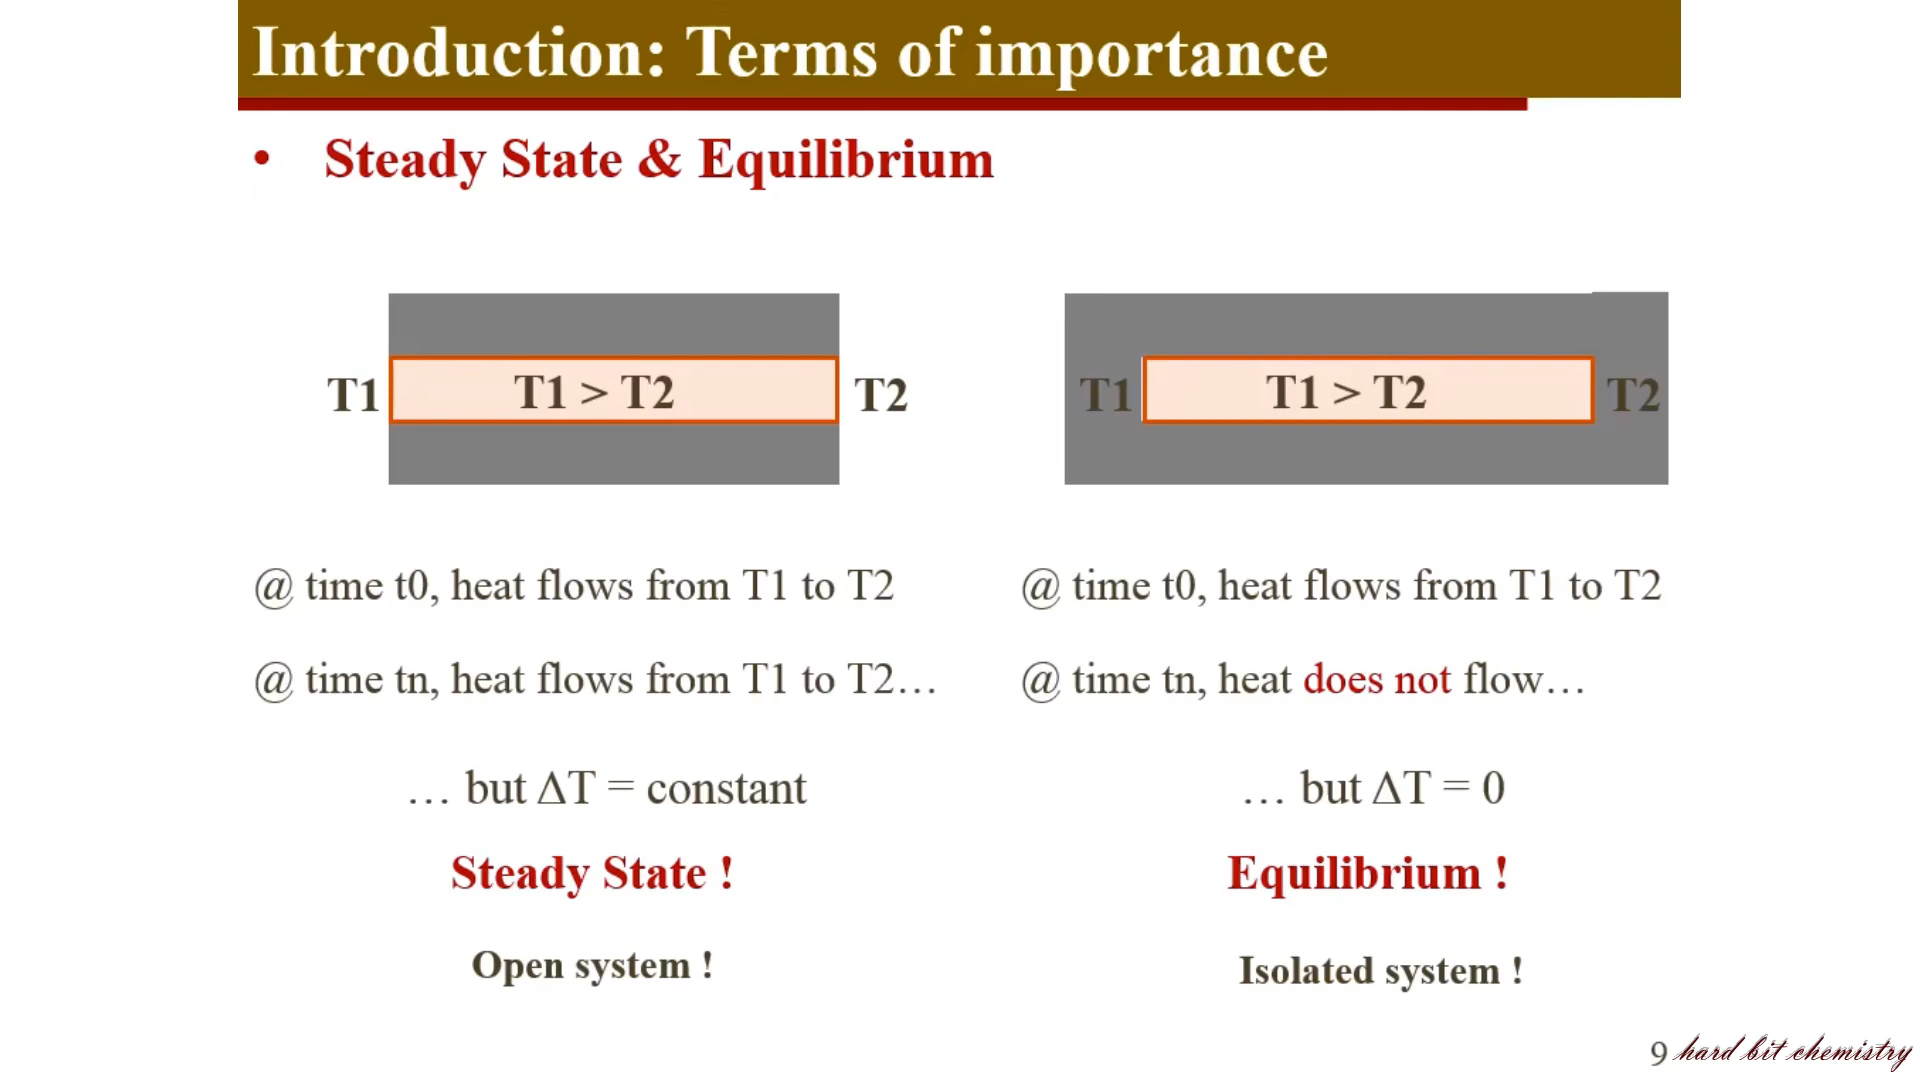 Introduction: Terms of importance
• Steady State & Equilibrium
T1 T1 > T2 T2
T1 T1 > T2 T2
@ time t0, heat flows from T1 to T2
@ time tn, heat flows from T1 to T2…
… but ΔT = constant
Steady State !
Open system !
@ time t0, heat flows from T1 to T2
@ time tn, heat does not flow…
… but ΔT = 0
Equilibrium !
Isolated system !
9
hard bit chemistry